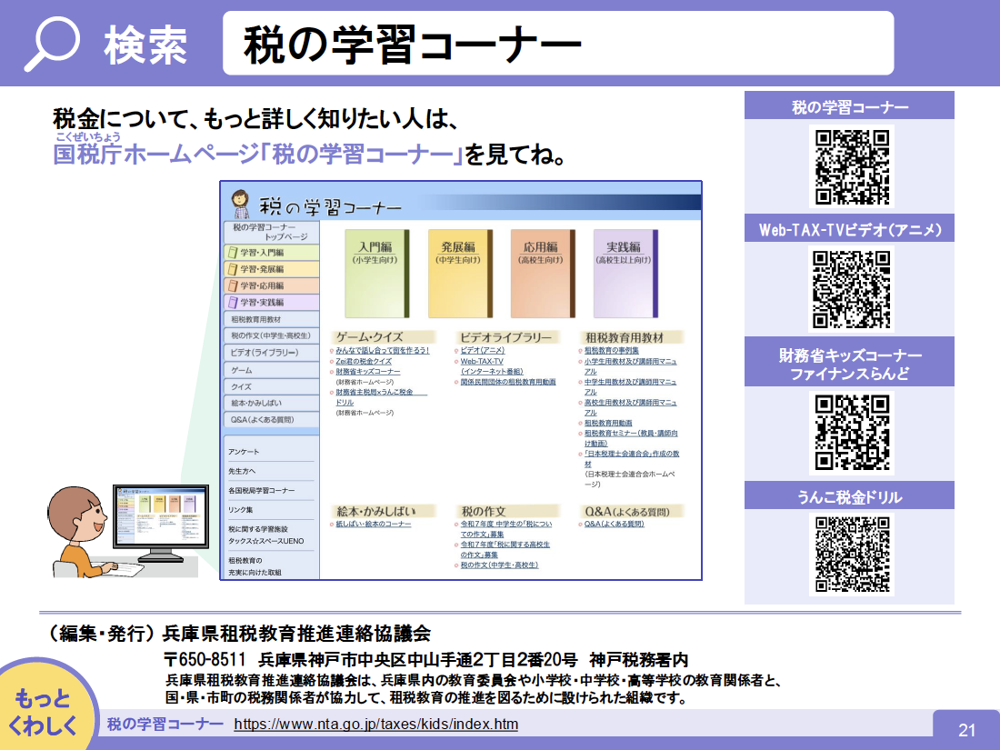 検索
税の学習コーナー
税金について、もっと詳しく知りたい人は、
こくぜいちょう
国税庁ホームページ「税の学習コーナー」を見てね。
税の学習コーナー
税の学習コーナー
トップページ
学習・入門編
学習・発展編
学習・応用編
学習・実践編
租税教育用教材
税の作文(中学生・高校生)
ビデオ(ライブラリー)
ゲーム
クイズ
絵本・かみしばい
Q&A(よくある質問)
アンケート
先生方へ
各国税局学習コーナー
リンク集
税に関する学習施設
タックス☆スペースUENO
租税教育の
充実に向けた取組
入門編
(小学生向け)
発展編
(中学生向け)
応用編
(高校生向け)
実践編
(高校生以上向け)
ゲーム・クイズ
みんなで話し合って街を作ろう!
Zei君の税金クイズ
財務省キッズコーナー
(財務省ホームページ)
財務省主税局×うんこ税金
ドリル
(財務省ホームページ)
ビデオライブラリー
ビデオ(アニメ)
Web-TAX-TV
(インターネット番組)
関係民間団体の租税教育用動画
租税教育用教材
租税教育の事例集
小学生用教材及び講師用マニュ
アル
中学生用教材及び講師用マニュ
アル
高校生用教材及び講師用マニュ
アル
租税教育用動画
租税教育セミナー(教員・講師向
け動画)
「日本税理士会連合会」作成の教
材
(日本税理士会連合会ホームペ
ージ)
絵本・かみしばい
紙しばい・絵本のコーナー
税の作文
令和7年度 中学生の「税につい
ての作文」募集
令和7年度「税に関する高校生
の作文」募集
税の作文(中学生・高校生)
Q&A(よくある質問)
Q&A(よくある質問)
税の学習コーナー
Web-TAX-TVビデオ(アニメ)
財務省キッズコーナー
ファイナンスらんど
うんこ税金ドリル
(編集・発行) 兵庫県租税教育推進連絡協議会
〒650-8511 兵庫県神戸市中央区中山手通2丁目2番20号 神戸税務署内
兵庫県租税教育推進連絡協議会は、兵庫県内の教育委員会や小学校・中学校・高等学校の教育関係者と、
国・県・市町の税務関係者が協力して、租税教育の推進を図るために設けられた組織です。
もっと
くわしく
税の学習コーナー https://www.nta.go.jp/taxes/kids/index.htm
21